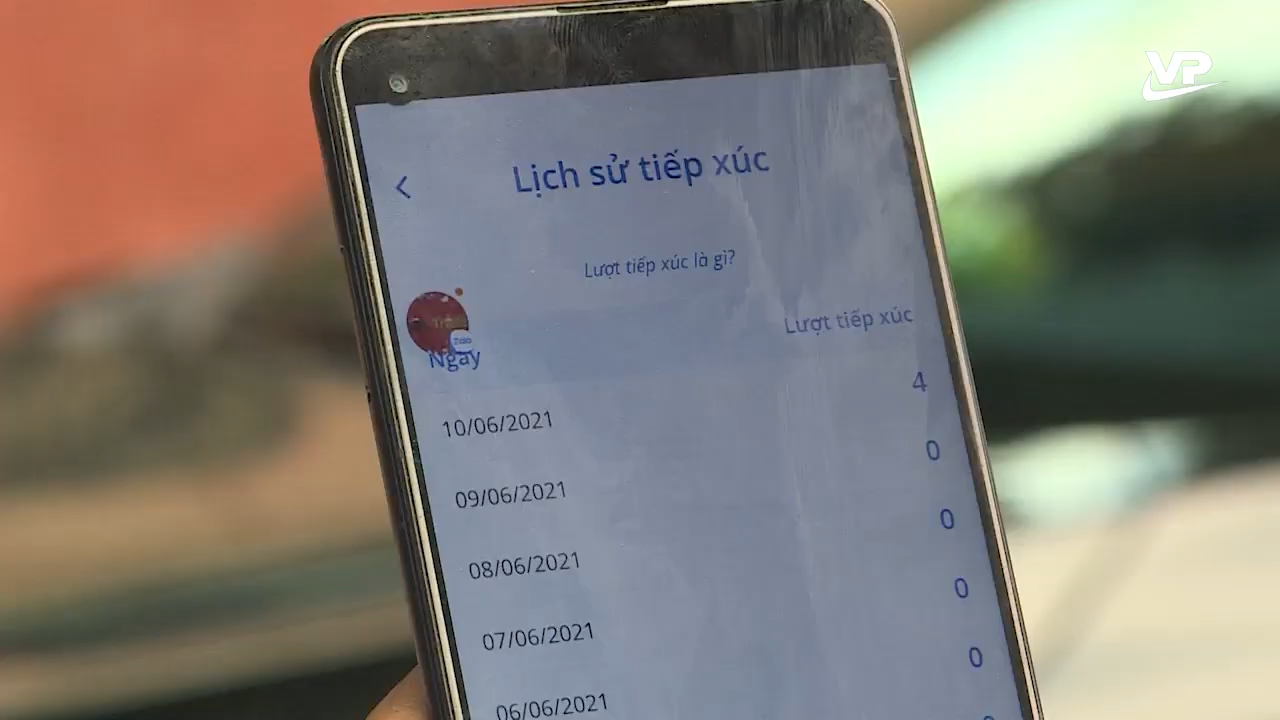 VP
Lịch sử tiếp xúc
Lượt tiếp xúc là gì?
Zalo
Ngày Lượt tiếp xúc
10/06/2021 4
09/06/2021 0
08/06/2021 0
07/06/2021 0
06/06/2021 0